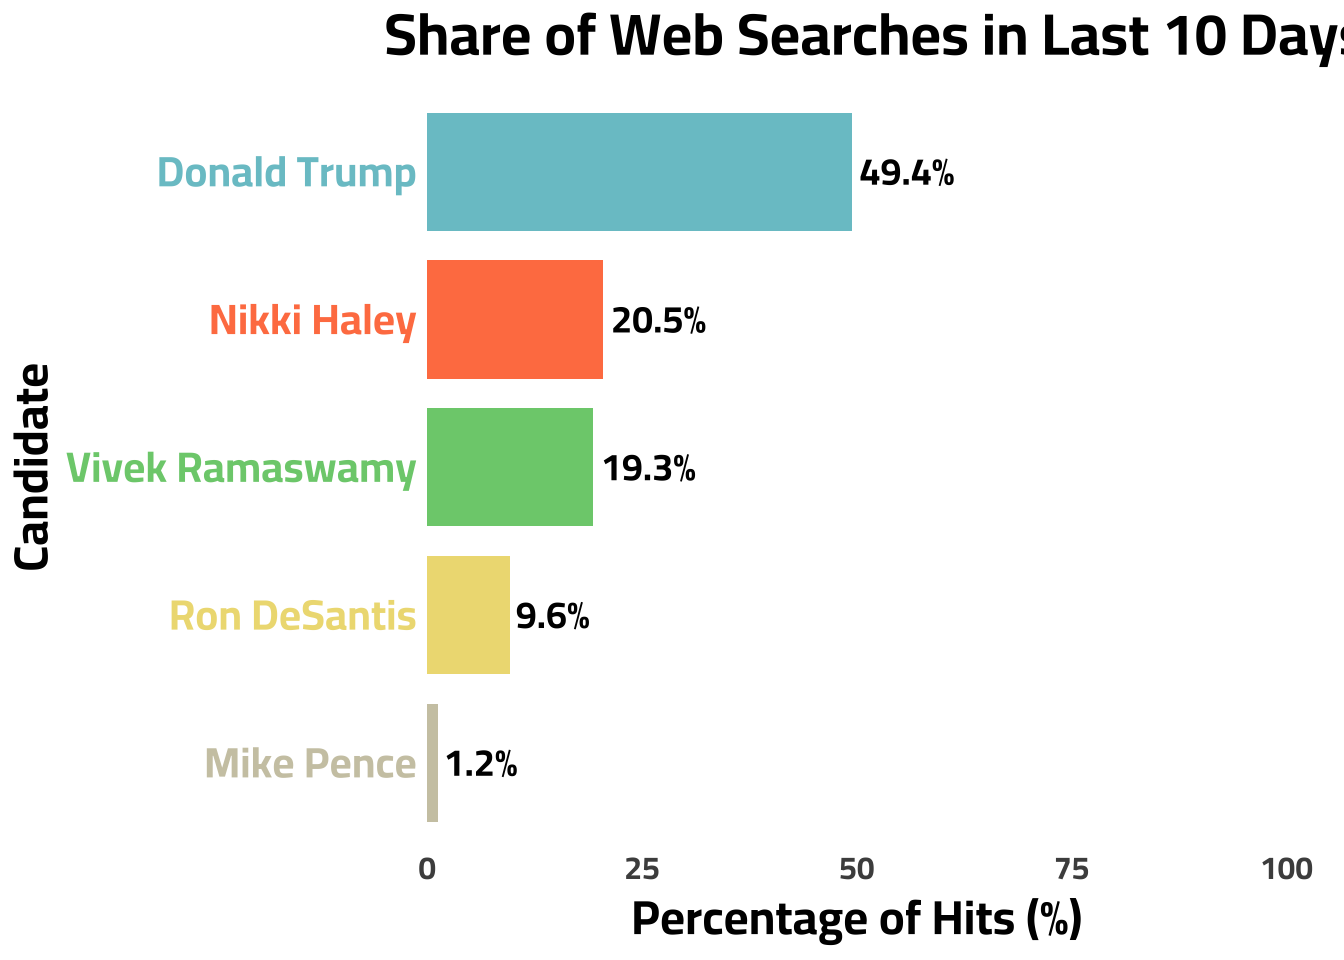 Share of Web Searches in Last 10 Days
Donald Trump
49.4%
Nikki Haley
20.5%
Vivek Ramaswamy
19.3%
Ron DeSantis
9.6%
Mike Pence
1.2%
Candidate
0 25 50 75 100
Percentage of Hits (%)